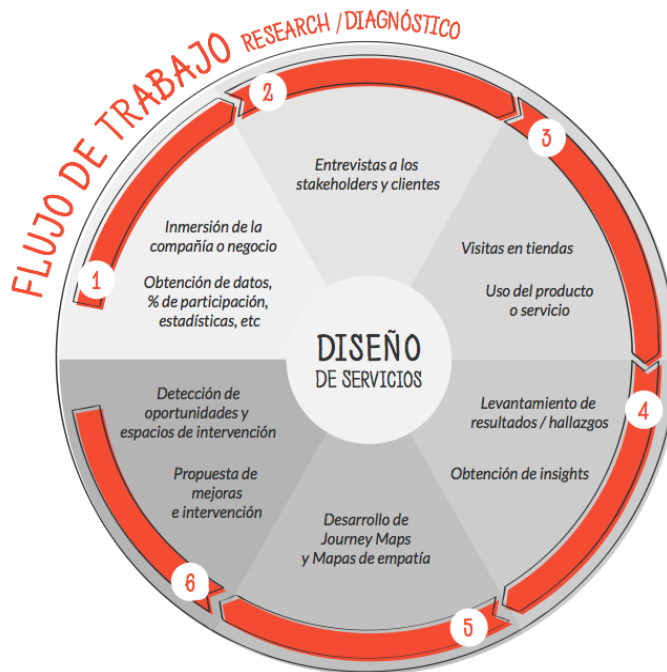 FLUJO DE TRABAJO RESEARCH / DIAGNÓSTICO
1
Inmersión de la
compañía o negocio
Obtención de datos,
% de participación,
estadísticas, etc
2
Entrevistas a los
stakeholders y clientes
3
Visitas en tiendas
Uso del producto
o servicio
4
Levantamiento de
resultados / hallazgos
Obtención de insights
5
Desarrollo de
Journey Maps
y Mapas de empatía
6
Detección de
oportunidades y
espacios de intervención
Propuesta de
mejoras
e intervención
DISEÑO
DE SERVICIOS